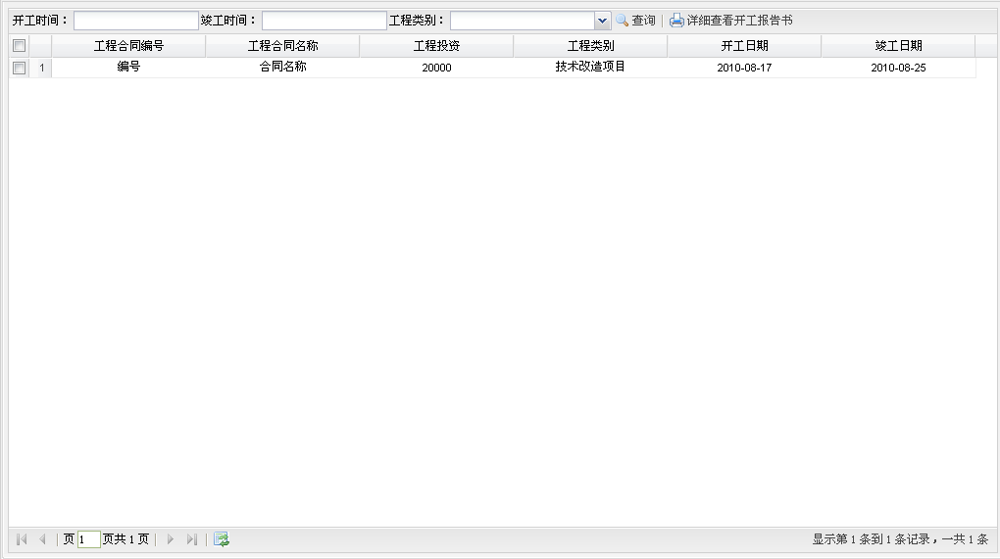 开工时间： 竣工时间： 工程类别： 查询 详细查看开工报告书
工程合同编号 工程合同名称 工程投资 工程类别 开工日期 竣工日期
1 编号 合同名称 20000 技术改造项目 2010-08-17 2010-08-25
页 1 页共 1 页 显示第 1 条到 1 条记录，一共 1 条